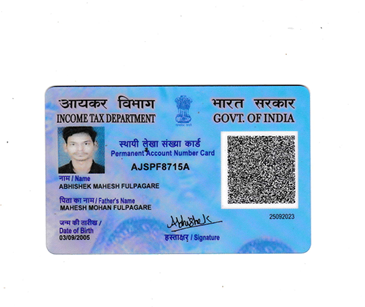 आयकर विभाग
INCOME TAX DEPARTMENT
भारत सरकार
GOVT. OF INDIA
स्थायी लेखा संख्या कार्ड
Permanent Account Number Card
AJSPF8715A
नाम / Name
ABHISHEK MAHESH FULPAGARE
पिता का नाम / Father's Name
MAHESH MOHAN FULPAGARE
जन्म की तारीख /
Date of Birth
03/09/2005
Abhishek
हस्ताक्षर / Signature
25092023